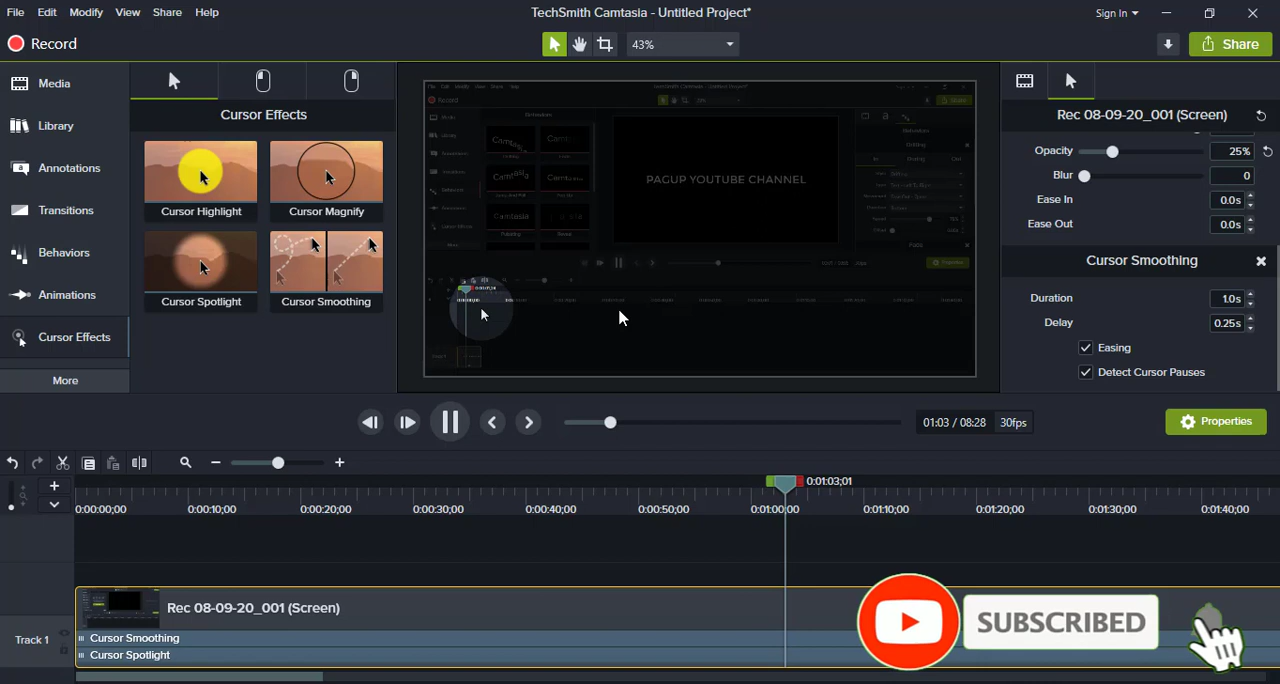 File Edit Modify View Share Help
TechSmith Camtasia - Untitled Project*
Sign In
Record
43%
Share
Media
Library
Annotations
Transitions
Behaviors
Animations
Cursor Effects
More
Cursor Effects
Cursor Highlight
Cursor Magnify
Cursor Spotlight
Cursor Smoothing
PAGUP YOUTUBE CHANNEL
Rec 08-09-20_001 (Screen)
Opacity 25%
Blur 0
Ease In 0.0s
Ease Out 0.0s
Cursor Smoothing
Duration 1.0s
Delay 0.25s
Easing
Detect Cursor Pauses
01:03 / 08:28 30fps
Properties
0:01:03;01
0:00:00;00 0:00:10;00 0:00:20;00 0:00:30;00 0:00:40;00 0:00:50;00 0:01:00;00 0:01:10;00 0:01:20;00 0:01:30;00 0:01:40;00
Rec 08-09-20_001 (Screen)
Track 1
Cursor Smoothing
Cursor Spotlight
SUBSCRIBED